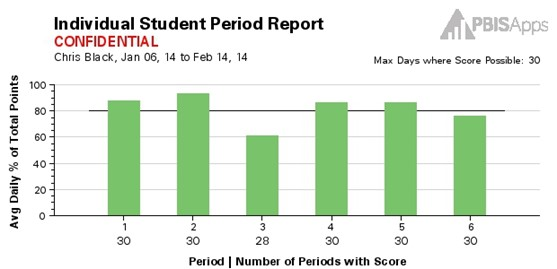 Individual Student Period Report
PBISApps
CONFIDENTIAL
Chris Black, Jan 06, 14 to Feb 14, 14
Max Days where Score Possible: 30
Avg Daily % of Total Points
100
80
60
40
20
0
1 2 3 4 5 6
30 30 28 30 30 30
Period | Number of Periods with Score